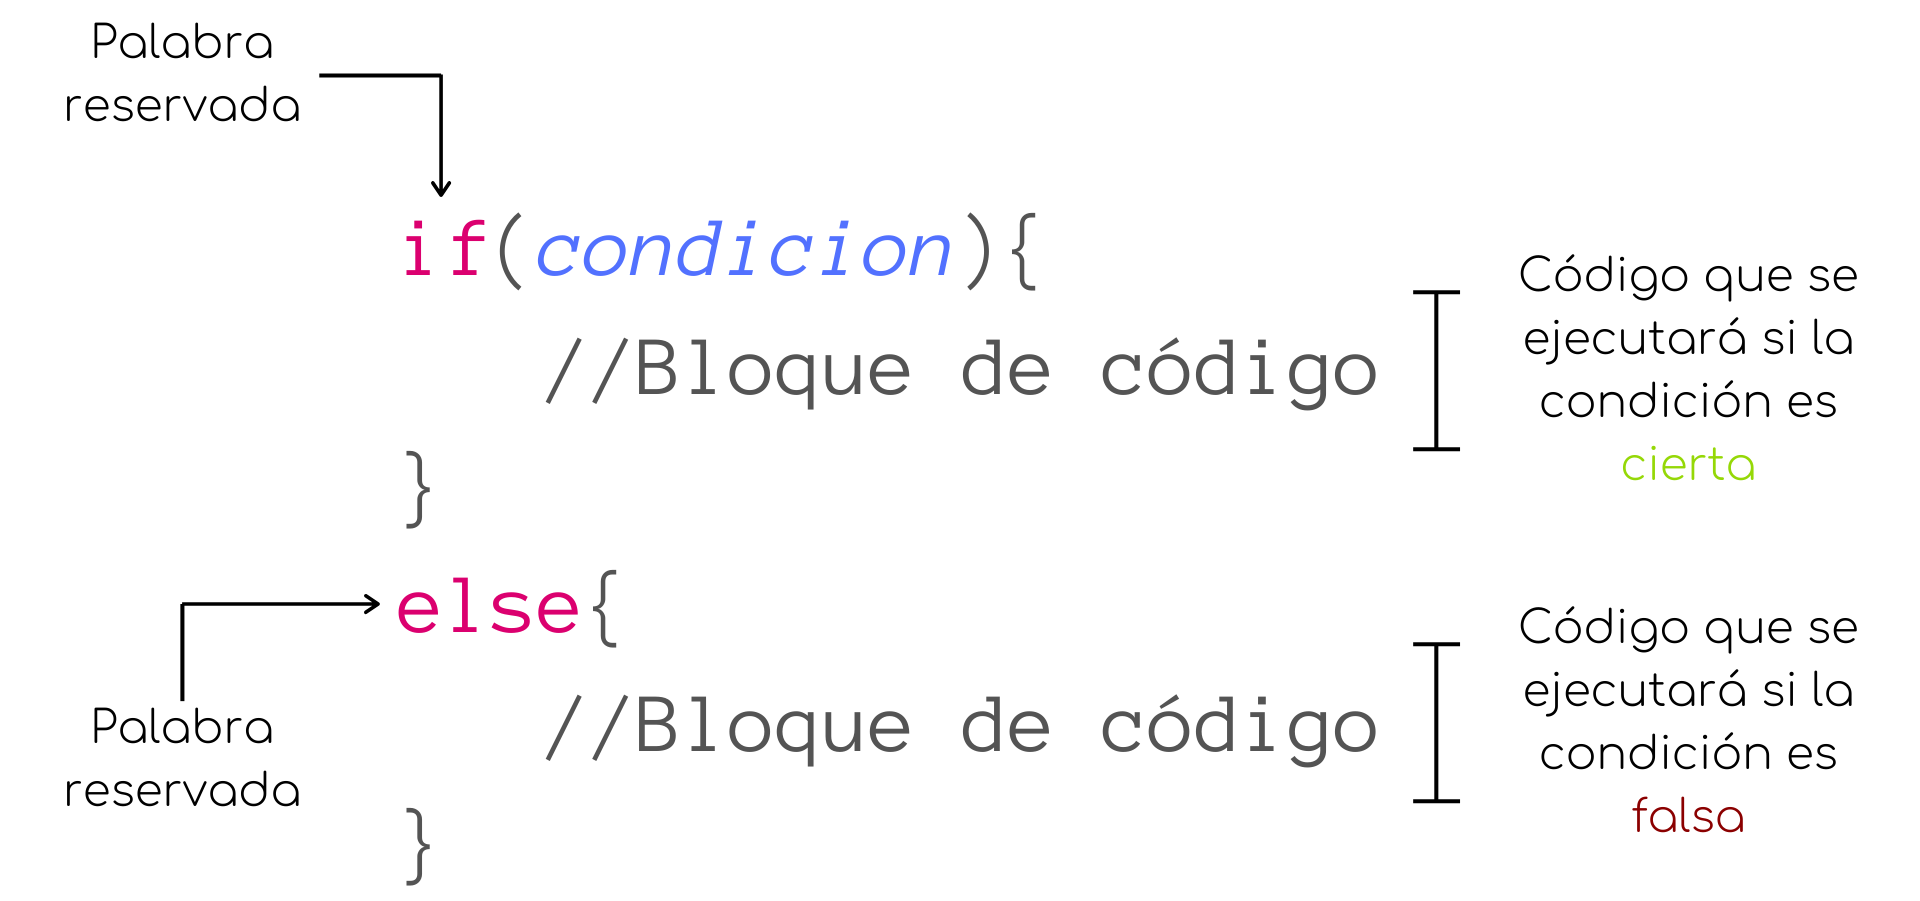 Palabra
reservada
if(condicion){
//Bloque de código
}
Código que se
ejecutará si la
condición es
cierta
else{
//Bloque de código
}
Palabra
reservada
Código que se
ejecutará si la
condición es
falsa